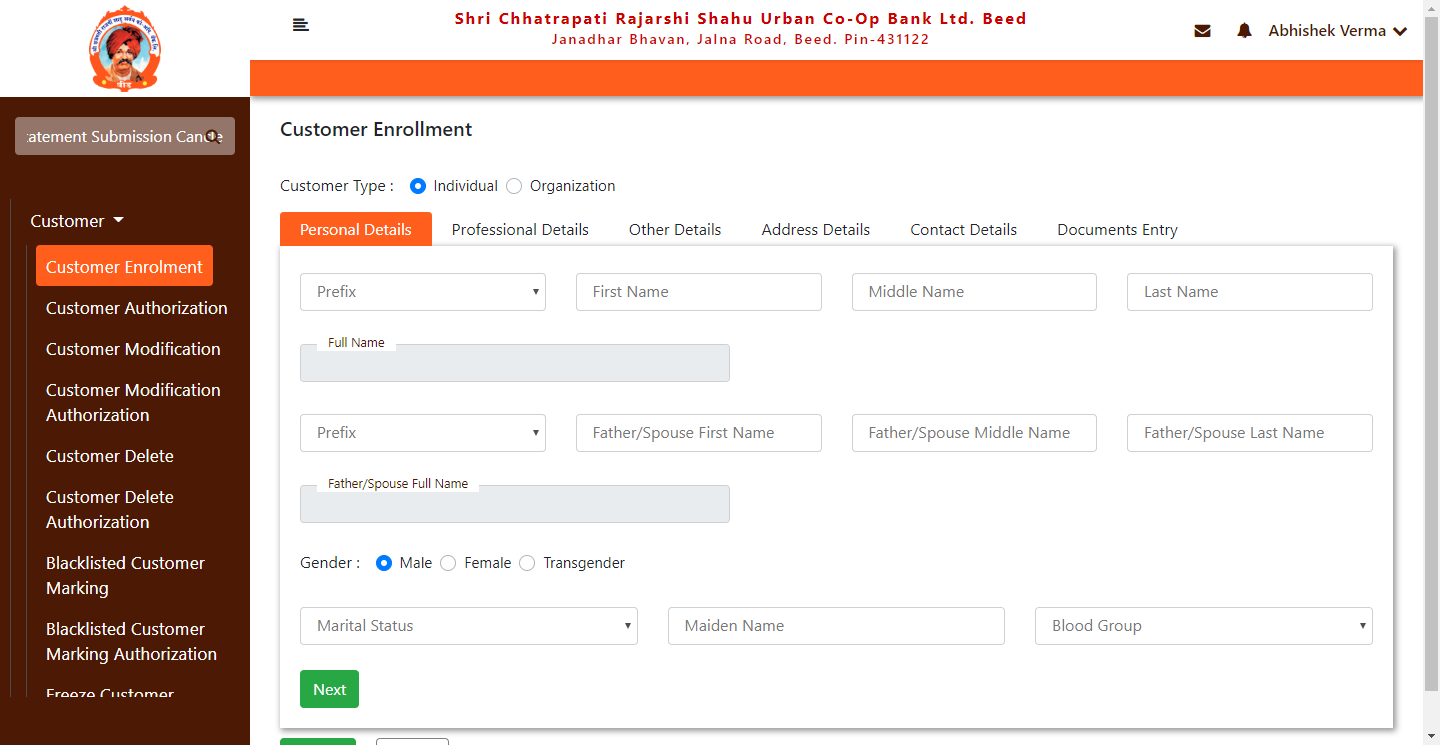 Shri Chhatrapati Rajarshi Shahu Urban Co-Op Bank Ltd. Beed
Janadhar Bhavan, Jalna Road, Beed. Pin-431122
Abhishek Verma
बीड
atement Submission Cancle
Customer
Customer Enrolment
Customer Authorization
Customer Modification
Customer Modification
Authorization
Customer Delete
Customer Delete
Authorization
Blacklisted Customer
Marking
Blacklisted Customer
Marking Authorization
Freeze Customer
Customer Enrollment
Customer Type : Individual Organization
Personal Details Professional Details Other Details Address Details Contact Details Documents Entry
Prefix First Name Middle Name Last Name
Full Name
Prefix Father/Spouse First Name Father/Spouse Middle Name Father/Spouse Last Name
Father/Spouse Full Name
Gender : Male Female Transgender
Marital Status Maiden Name Blood Group
Next